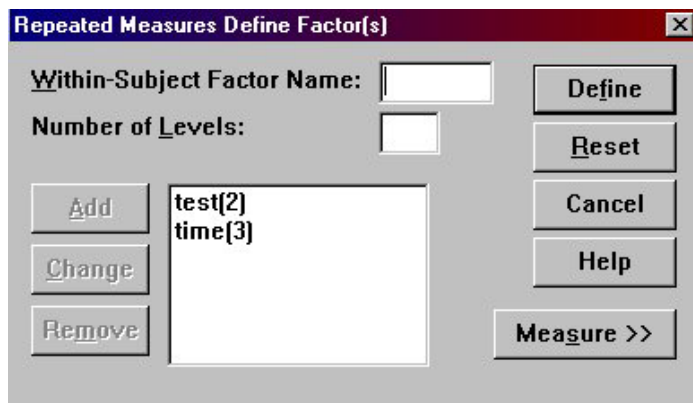 Repeated Measures Define Factor(s)
Within-Subject Factor Name:
Define
Number of Levels:
Reset
Add
test(2)
time(3)
Cancel
Change
Help
Remove
Measure >>